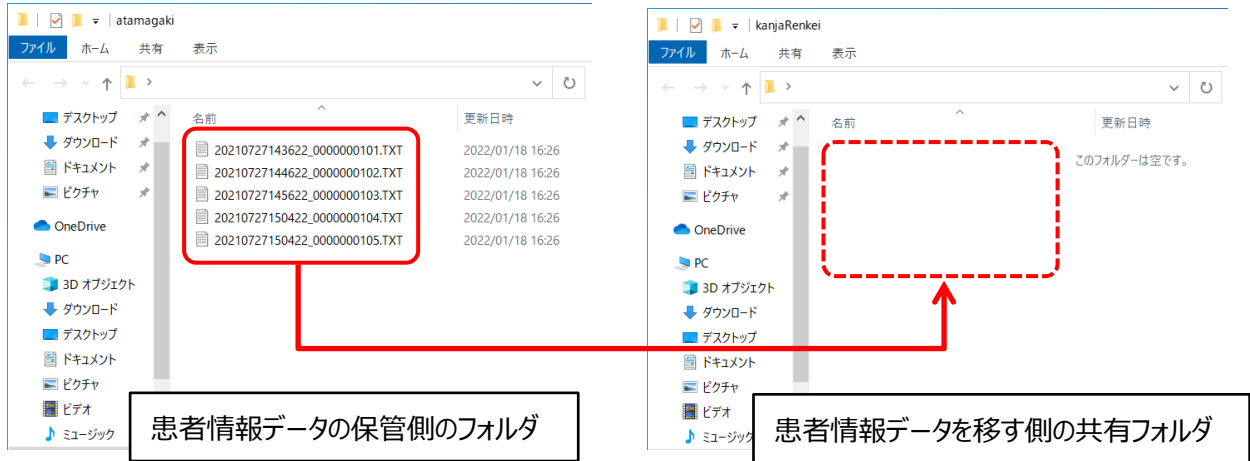 atamagaki
ファイル ホーム 共有 表示
名前 更新日時
デスクトップ
ダウンロード
ドキュメント
ピクチャ
OneDrive
PC
3D オブジェクト
ダウンロード
デスクトップ
ドキュメント
ピクチャ
ビデオ
ミュージック
20210727143622_0000000101.TXT 2022/01/18 16:26
20210727144622_0000000102.TXT 2022/01/18 16:26
20210727145622_0000000103.TXT 2022/01/18 16:26
20210727150422_0000000104.TXT 2022/01/18 16:26
20210727150422_0000000105.TXT 2022/01/18 16:26
患者情報データの保管側のフォルダ
kanjaRenkei
ファイル ホーム 共有 表示
名前 更新日時
このフォルダーは空です。
デスクトップ
ダウンロード
ドキュメント
ピクチャ
OneDrive
PC
3D オブジェクト
ダウンロード
デスクトップ
ドキュメント
ピクチャ
ビデオ
ミュージック
患者情報データを移す側の共有フォルダ